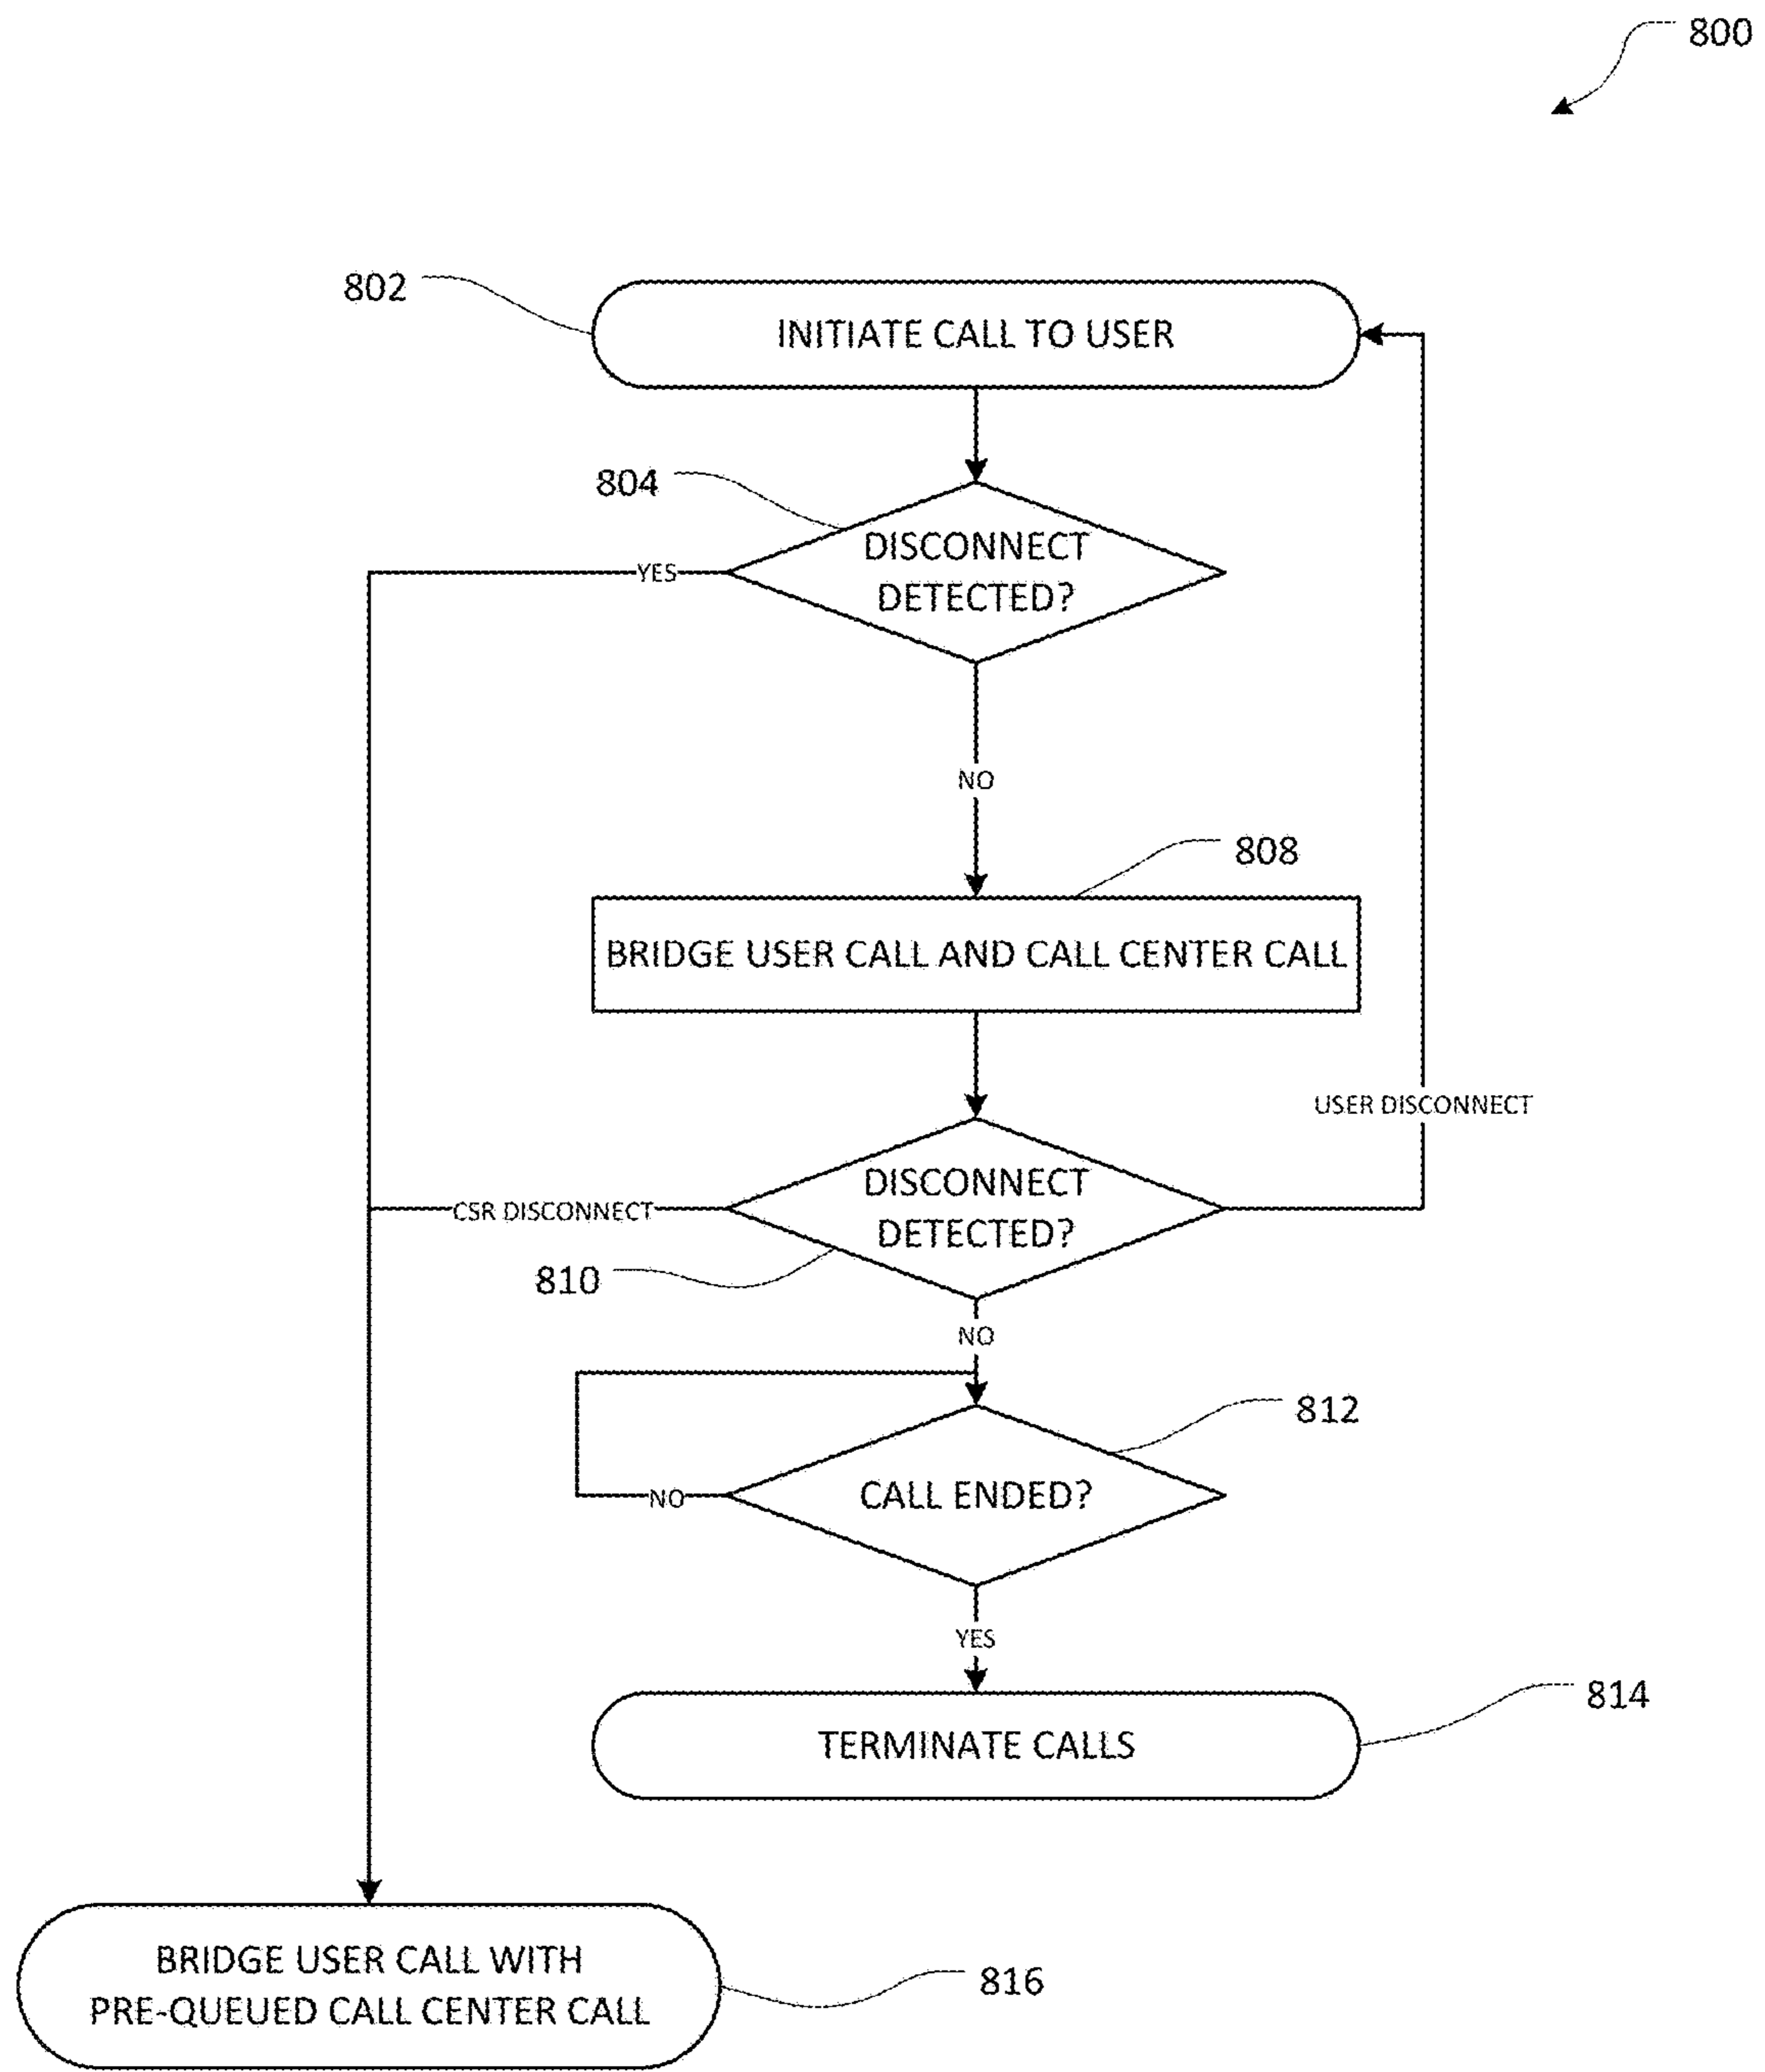 800
802
INITIATE CALL TO USER
804
DISCONNECT
DETECTED?
YES
NO
808
BRIDGE USER CALL AND CALL CENTER CALL
USER DISCONNECT
DISCONNECT
DETECTED?
CSR DISCONNECT
810
NO
812
CALL ENDED?
NO
YES
814
TERMINATE CALLS
BRIDGE USER CALL WITH
PRE-QUEUED CALL CENTER CALL
816